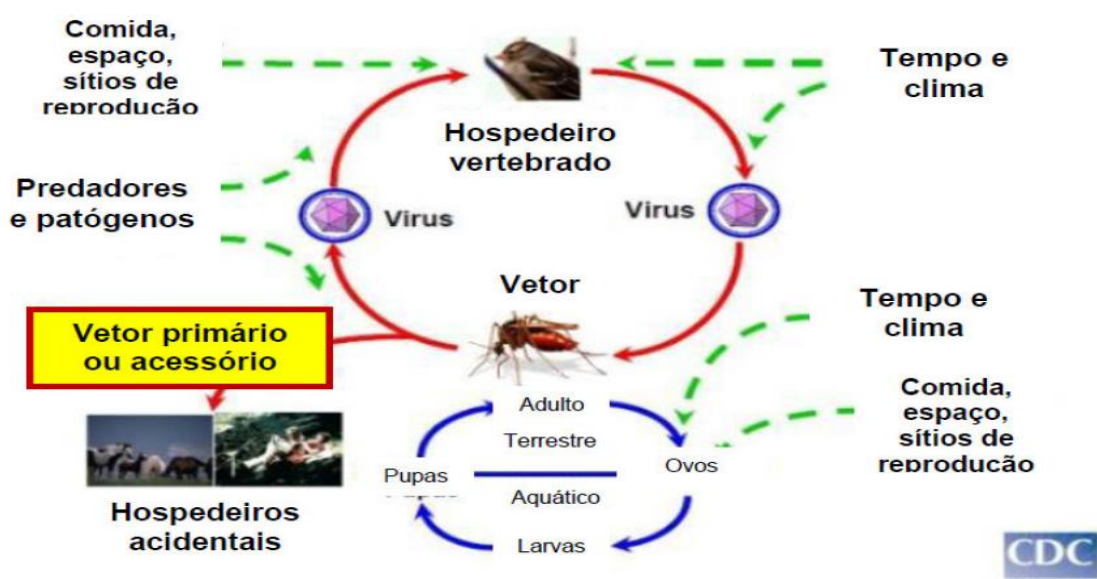 Comida,
espaço,
sítios de
reprodução
Tempo e
clima
Hospedeiro
vertebrado
Predadores
e patógenos
Virus
Virus
Vetor
Tempo e
clima
Vetor primário
ou acessório
Comida,
espaço,
sítios de
reprodução
Adulto
Terrestre
Pupas
Ovos
Aquático
Larvas
Hospedeiros
acidentais
CDC